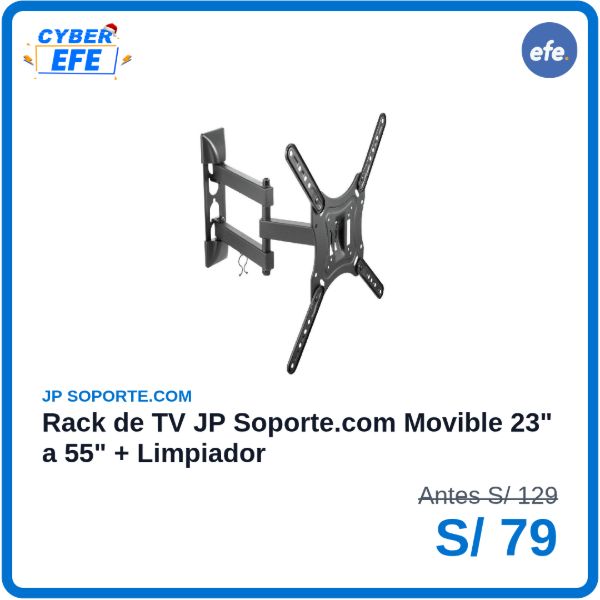 CYBER
EFE
efe.
JP SOPORTE.COM
Rack de TV JP Soporte.com Movible 23"
a 55" + Limpiador
Antes S/ 129
S/ 79